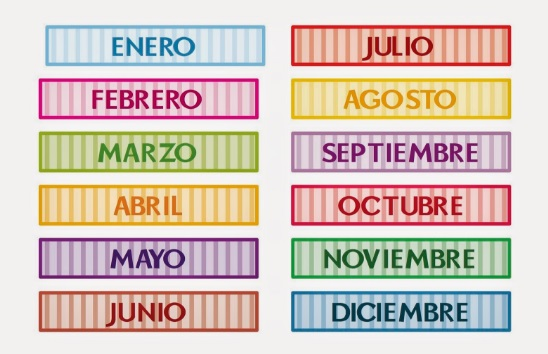 ENERO
FEBRERO
MARZO
ABRIL
MAYO
JUNIO
JULIO
AGOSTO
SEPTIEMBRE
OCTUBRE
NOVIEMBRE
DICIEMBRE